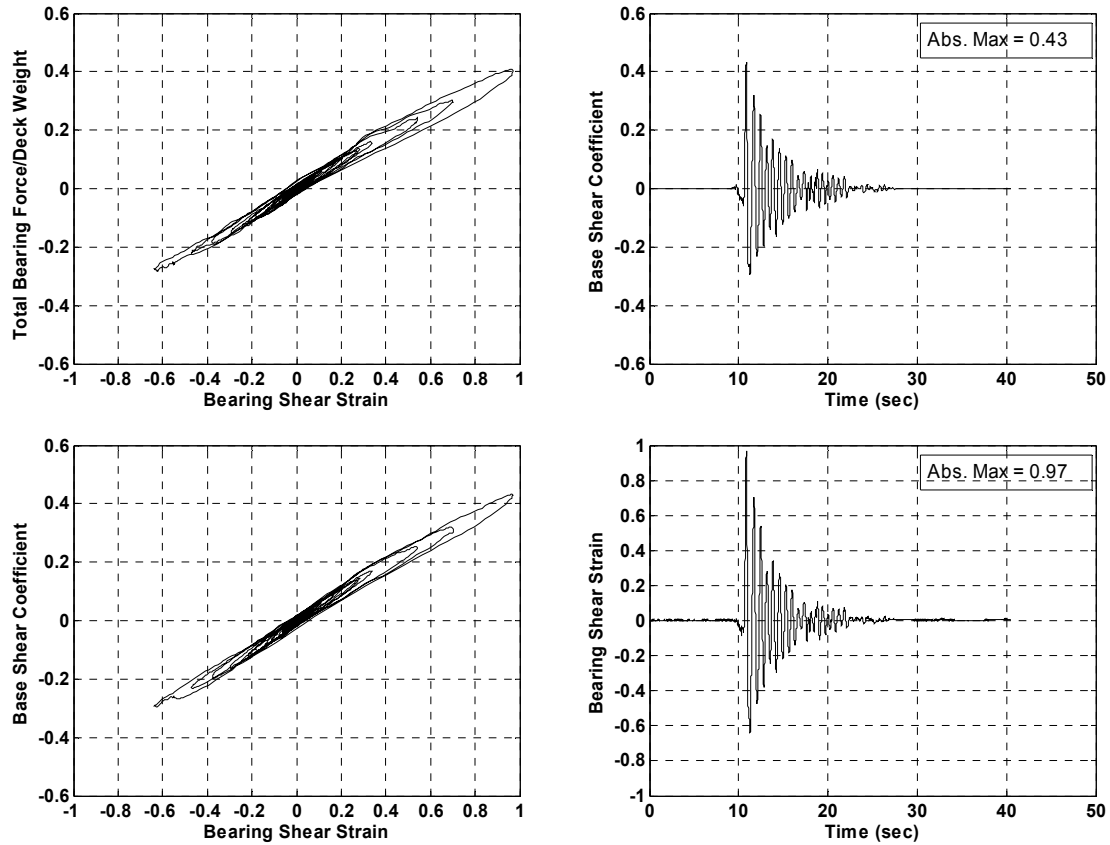 0.6
0.4
0.2
0
-0.2
-0.4
-0.6
Total Bearing Force/Deck Weight
-1 -0.8 -0.6 -0.4 -0.2 0 0.2 0.4 0.6 0.8 1
Bearing Shear Strain
Abs. Max = 0.43
0.6
0.4
0.2
0
-0.2
-0.4
-0.6
Base Shear Coefficient
0 10 20 30 40 50
Time (sec)
0.6
0.4
0.2
0
-0.2
-0.4
-0.6
Base Shear Coefficient
-1 -0.8 -0.6 -0.4 -0.2 0 0.2 0.4 0.6 0.8 1
Bearing Shear Strain
Abs. Max = 0.97
1
0.8
0.6
0.4
0.2
0
-0.2
-0.4
-0.6
-0.8
-1
Bearing Shear Strain
0 10 20 30 40 50
Time (sec)